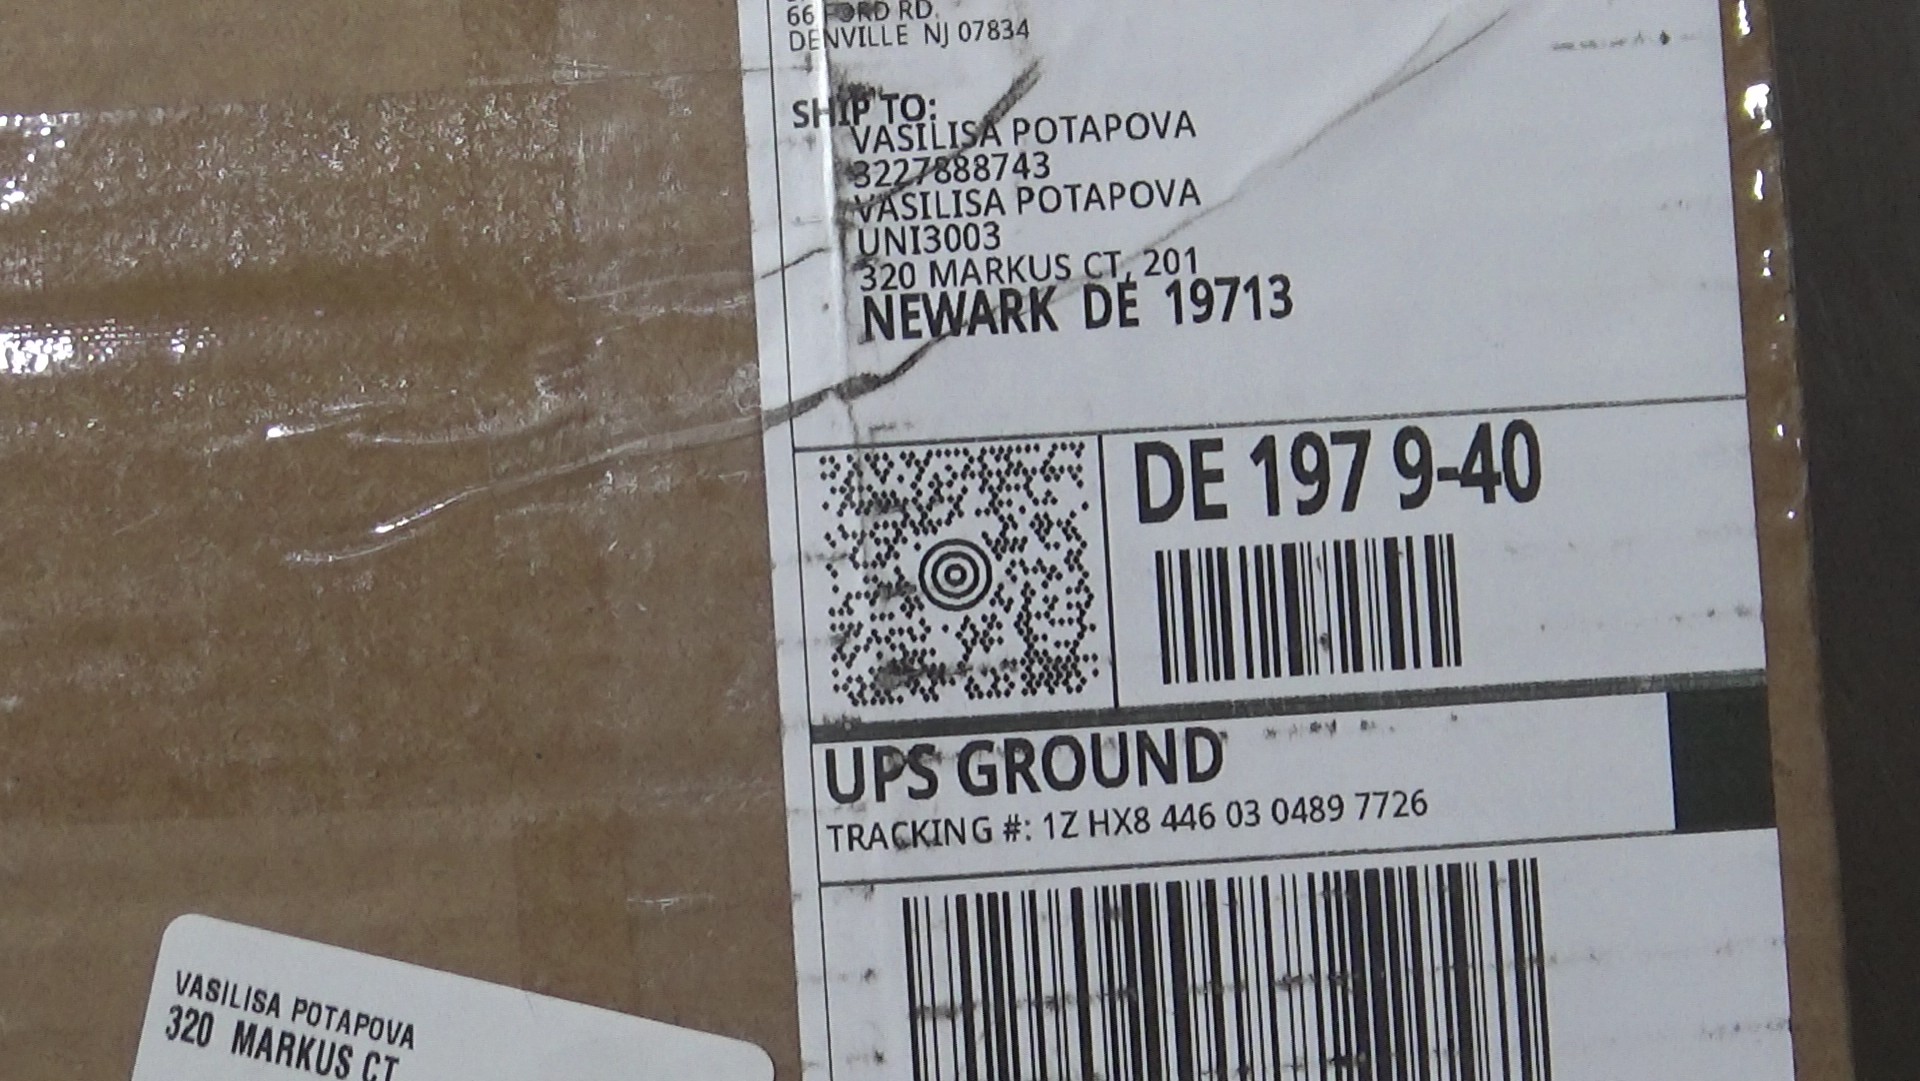 66 FORD RD.
DENVILLE NJ 07834
SHIP TO:
VASILISA POTAPOVA
3227888743
VASILISA POTAPOVA
UNI3003
320 MARKUS CT, 201
NEWARK DE 19713
DE 197 9-40
UPS GROUND
TRACKING #: 1Z HX8 446 03 0489 7726
VASILISA POTAPOVA
320 MARKUS CT